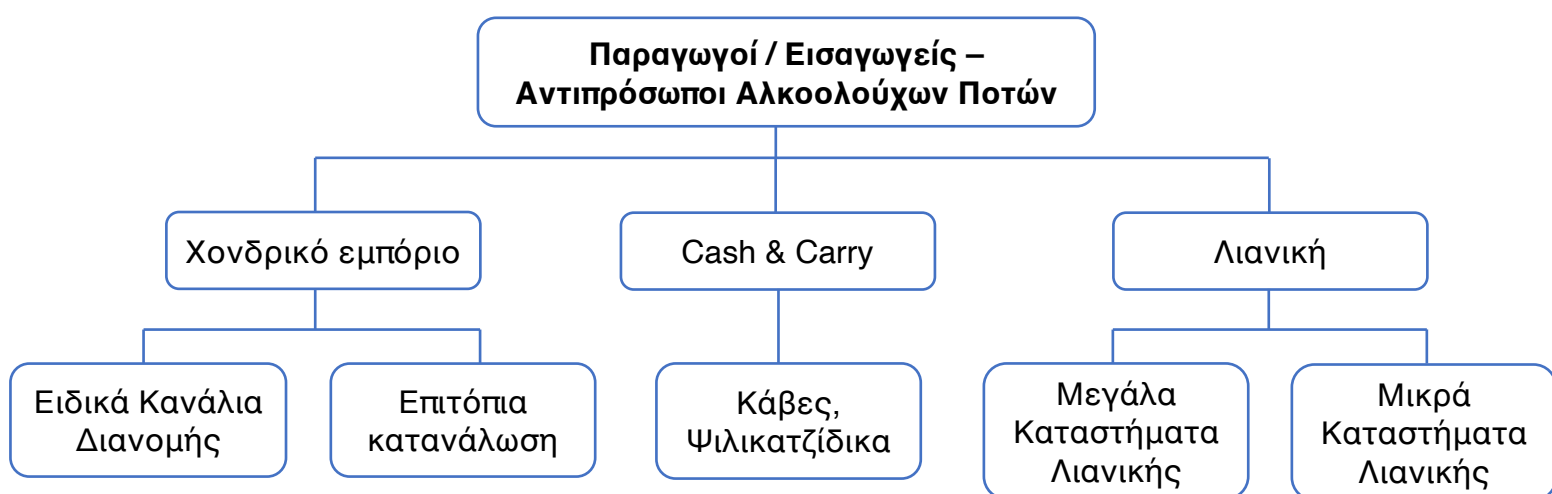 Παραγωγοί / Εισαγωγείς –
Αντιπρόσωποι Αλκοολούχων Ποτών
Χονδρικό εμπόριο
Cash & Carry
Λιανική
Ειδικά Κανάλια
Διανομής
Επιτόπια
κατανάλωση
Κάβες,
Ψιλικατζίδικα
Μεγάλα
Καταστήματα
Λιανικής
Μικρά
Καταστήματα
Λιανικής